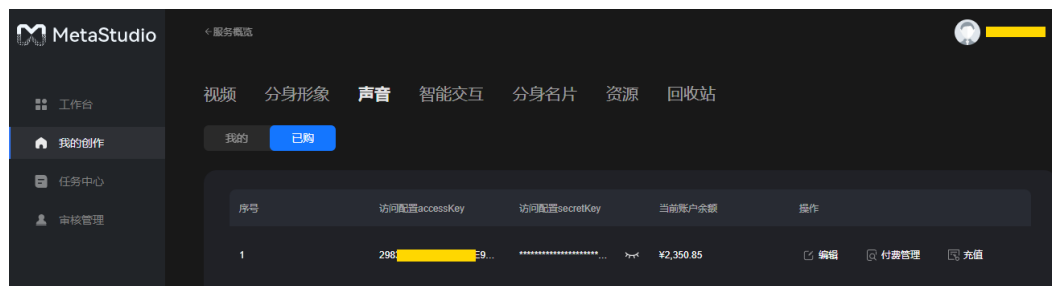 MetaStudio
←服务概览
工作台
我的创作
任务中心
审核管理
视频 分身形象 声音 智能交互 分身名片 资源 回收站
我的 已购
序号 访问配置accessKey 访问配置secretKey 当前账户余额 操作
1 298 E9... ********************... ¥2,350.85 编辑 付费管理 充值